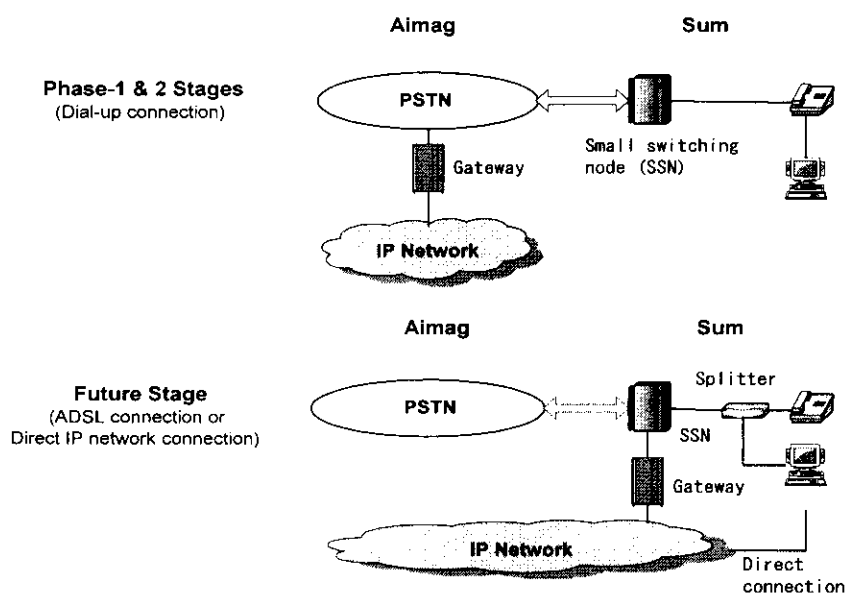 Aimag
Sum
Phase-1 & 2 Stages
(Dial-up connection)
PSTN
Gateway
Small switching
node (SSN)
IP Network
Aimag
Sum
Future Stage
(ADSL connection or
Direct IP network connection)
PSTN
Splitter
SSN
Gateway
IP Network
Direct
connection